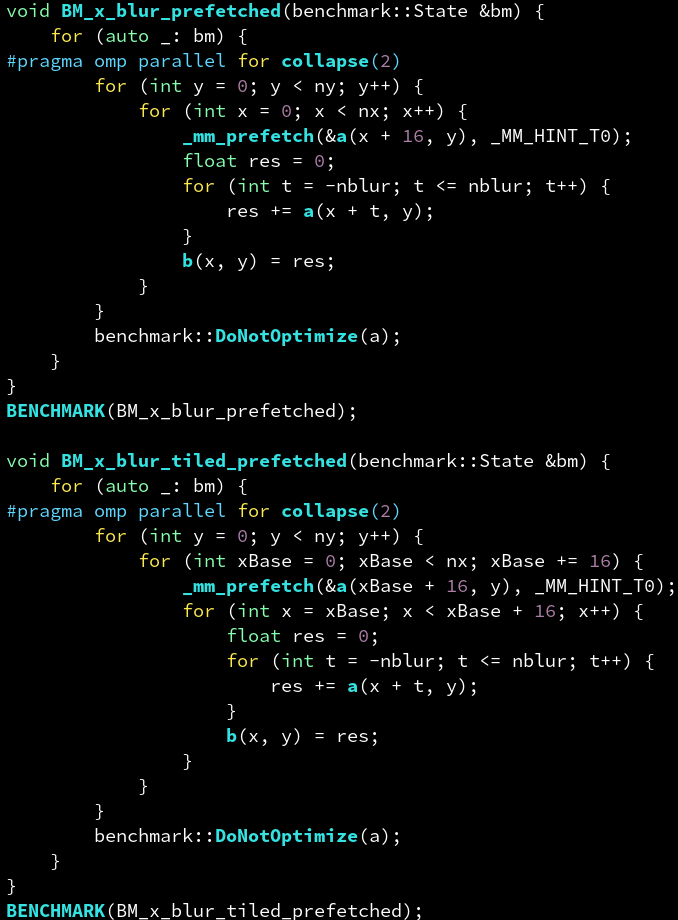 void BM_x_blur_prefetched(benchmark::State &bm) {
    for (auto _: bm) {
#pragma omp parallel for collapse(2)
        for (int y = 0; y < ny; y++) {
            for (int x = 0; x < nx; x++) {
                _mm_prefetch(&a(x + 16, y), _MM_HINT_T0);
                float res = 0;
                for (int t = -nblur; t <= nblur; t++) {
                    res += a(x + t, y);
                }
                b(x, y) = res;
            }
        }
        benchmark::DoNotOptimize(a);
    }
}
BENCHMARK(BM_x_blur_prefetched);

void BM_x_blur_tiled_prefetched(benchmark::State &bm) {
    for (auto _: bm) {
#pragma omp parallel for collapse(2)
        for (int y = 0; y < ny; y++) {
            for (int xBase = 0; xBase < nx; xBase += 16) {
                _mm_prefetch(&a(xBase + 16, y), _MM_HINT_T0);
                for (int x = xBase; x < xBase + 16; x++) {
                    float res = 0;
                    for (int t = -nblur; t <= nblur; t++) {
                        res += a(x + t, y);
                    }
                    b(x, y) = res;
                }
            }
        }
        benchmark::DoNotOptimize(a);
    }
}
BENCHMARK(BM_x_blur_tiled_prefetched);